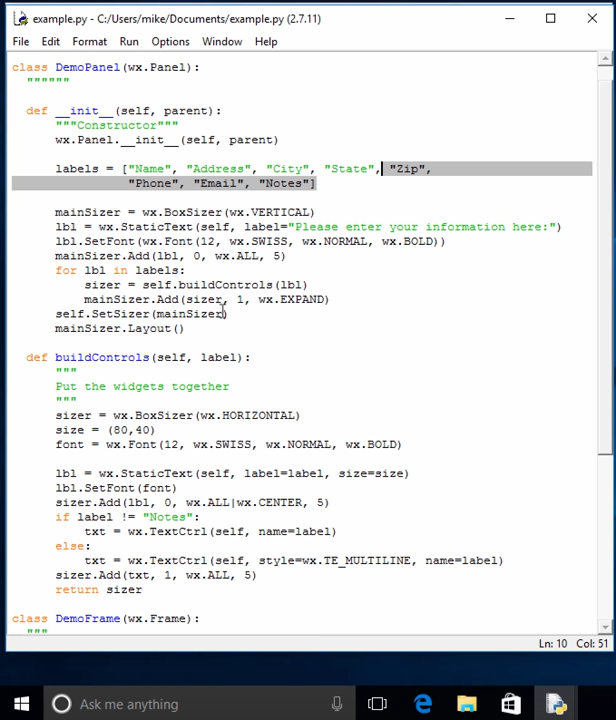 example.py - C:/Users/mike/Documents/example.py (2.7.11)
File Edit Format Run Options Window Help
class DemoPanel(wx.Panel):
""""""
def __init__(self, parent):
"""Constructor"""
wx.Panel.__init__(self, parent)
labels = ["Name", "Address", "City", "State", "Zip",
"Phone", "Email", "Notes"]
mainSizer = wx.BoxSizer(wx.VERTICAL)
lbl = wx.StaticText(self, label="Please enter your information here:")
lbl.SetFont(wx.Font(12, wx.SWISS, wx.NORMAL, wx.BOLD))
mainSizer.Add(lbl, 0, wx.ALL, 5)
for lbl in labels:
sizer = self.buildControls(lbl)
mainSizer.Add(sizer, 1, wx.EXPAND)
self.SetSizer(mainSizer)
mainSizer.Layout()
def buildControls(self, label):
"""
Put the widgets together
"""
sizer = wx.BoxSizer(wx.HORIZONTAL)
size = (80,40)
font = wx.Font(12, wx.SWISS, wx.NORMAL, wx.BOLD)
lbl = wx.StaticText(self, label=label, size=size)
lbl.SetFont(font)
sizer.Add(lbl, 0, wx.ALL|wx.CENTER, 5)
if label != "Notes":
txt = wx.TextCtrl(self, name=label)
else:
txt = wx.TextCtrl(self, style=wx.TE_MULTILINE, name=label)
sizer.Add(txt, 1, wx.ALL, 5)
return sizer
class DemoFrame(wx.Frame):
"""
Ln: 10 Col: 51
Ask me anything